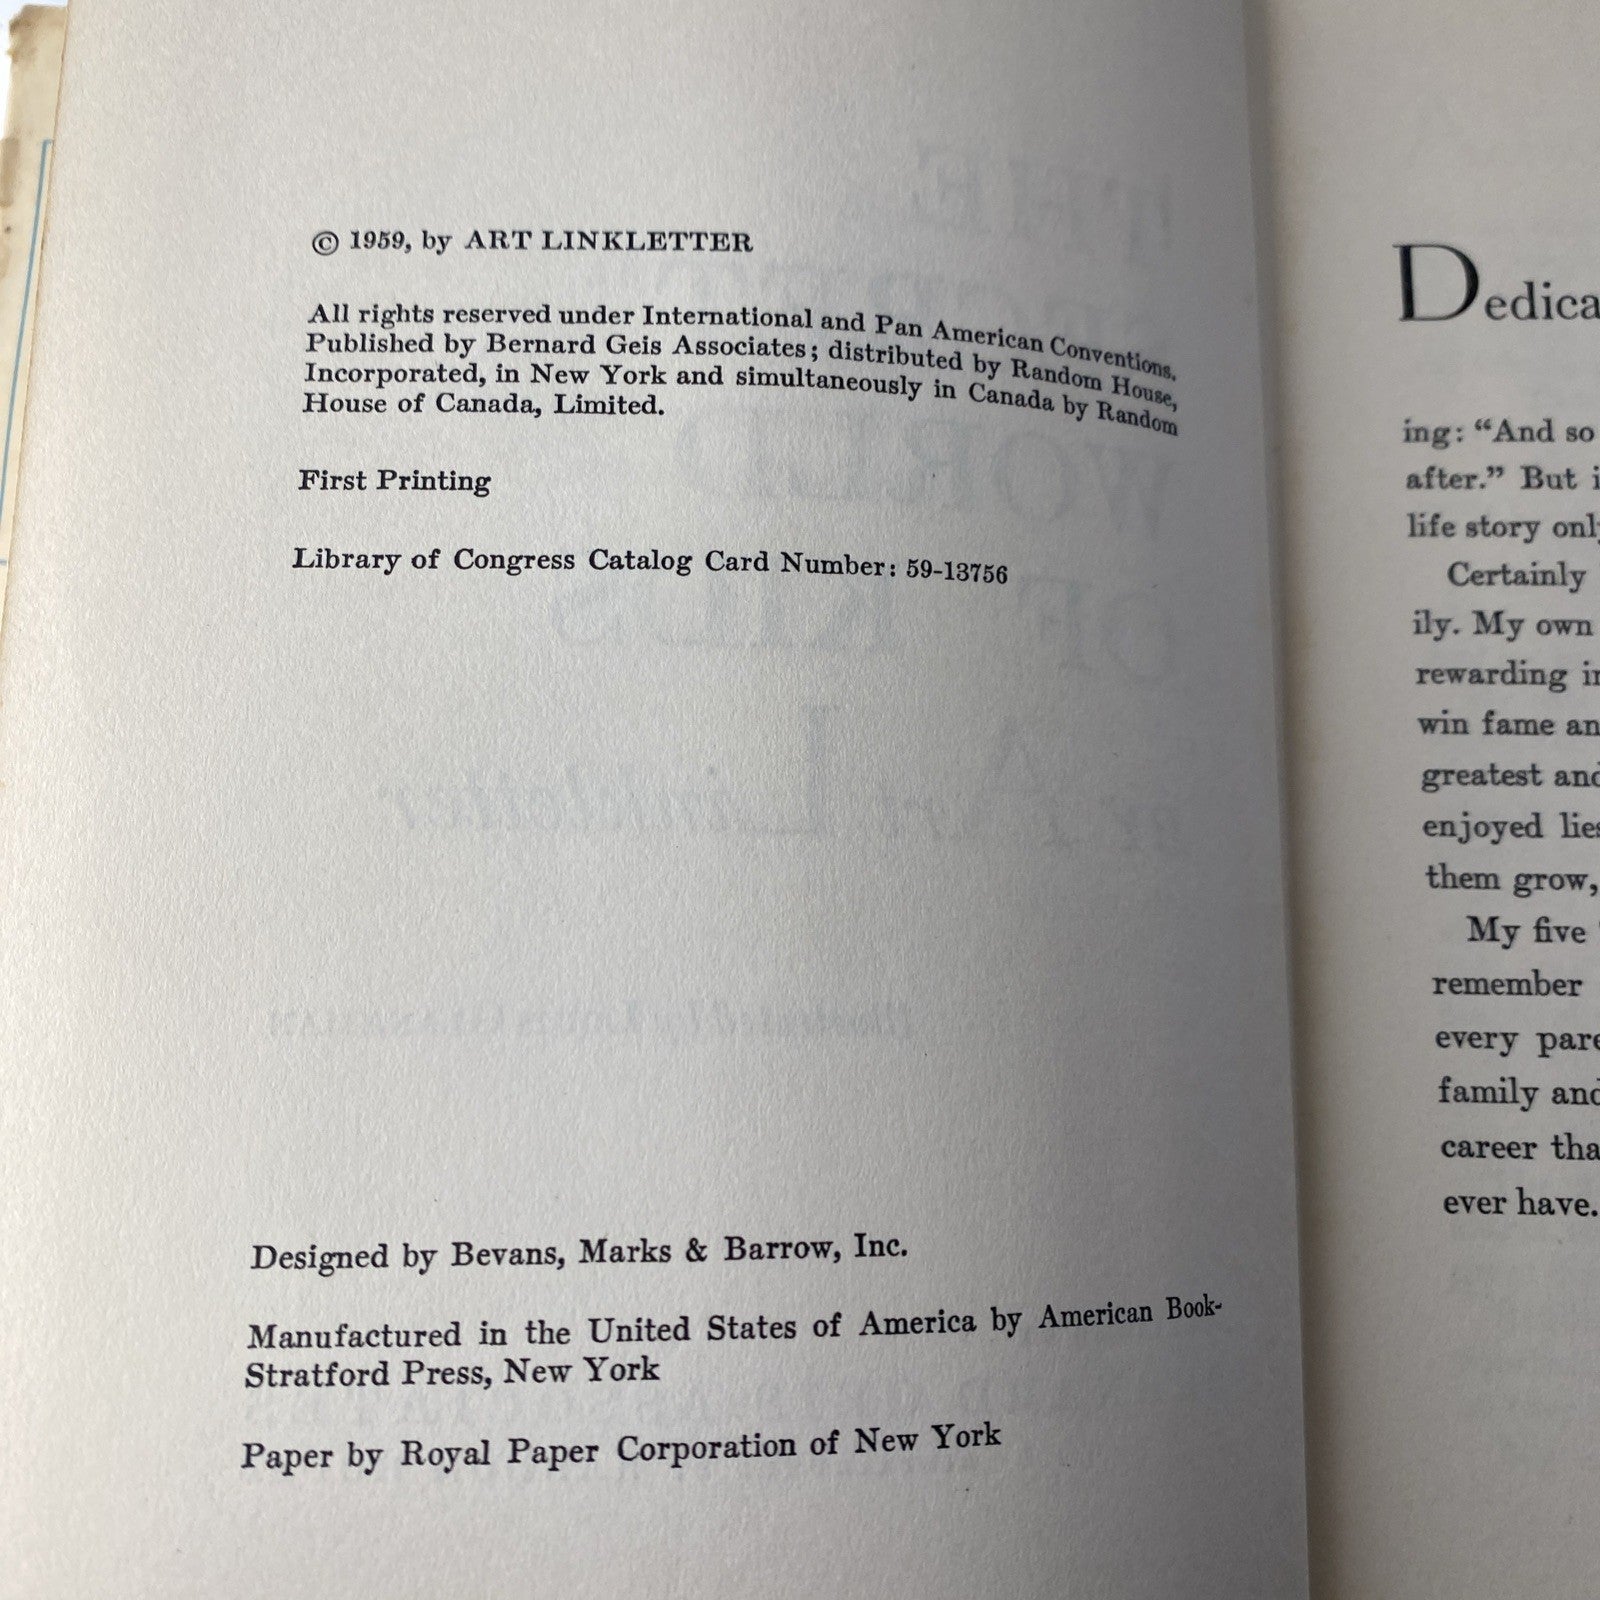 © 1959, by ART LINKLETTER
All rights reserved under International and Pan American Conventions.
Published by Bernard Geis Associates; distributed by Random House,
Incorporated, in New York and simultaneously in Canada by Random
House of Canada, Limited.
First Printing
Library of Congress Catalog Card Number: 59-13756
Designed by Bevans, Marks & Barrow, Inc.
Manufactured in the United States of America by American Book-
Stratford Press, New York
Paper by Royal Paper Corporation of New York
Dedica
ing: “And so
after.” But i
life story onl
Certainly
ily. My own
rewarding in
win fame an
greatest and
enjoyed lies
them grow,
My five
remember
every pare
family and
career tha
ever have.